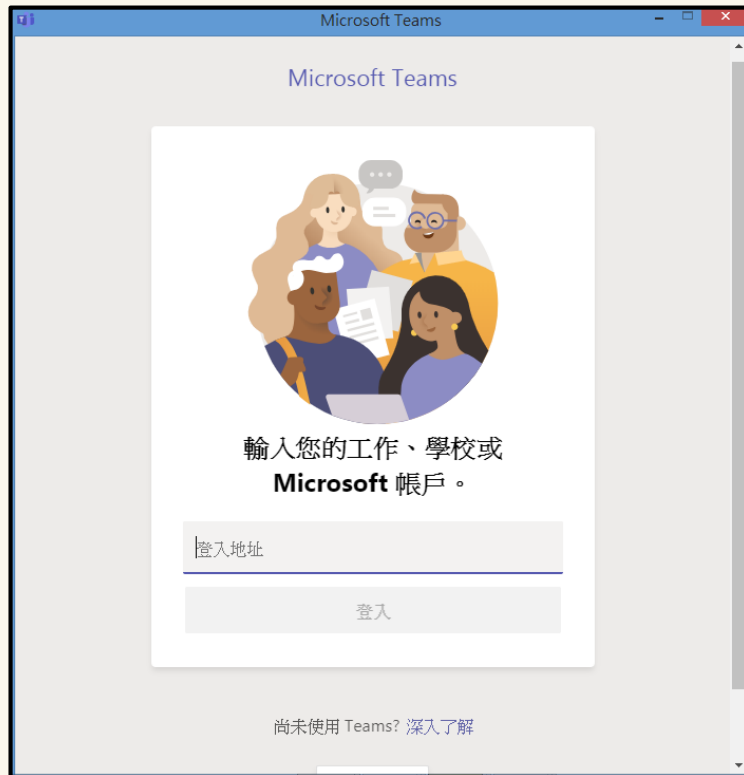 Microsoft Teams
Microsoft Teams
輸入您的工作、學校或
Microsoft 帳戶。
登入地址
登入
尚未使用 Teams? 深入了解